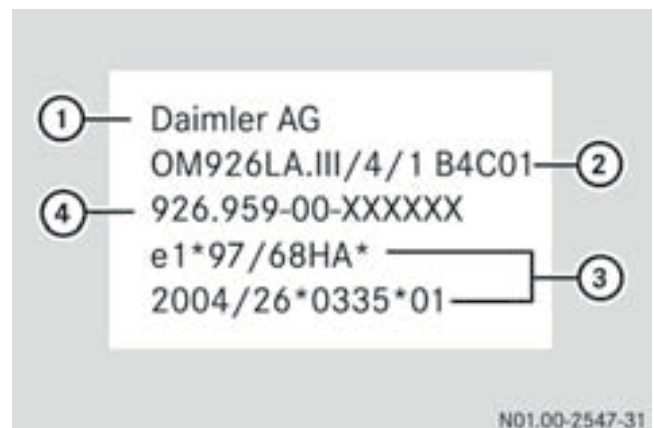 1 Daimler AG
OM926LA.III/4/1 B4C01 2
4 926.959-00-XXXXXX
e1*97/68HA*
3
2004/26*0335*01
N01.00-2547-31